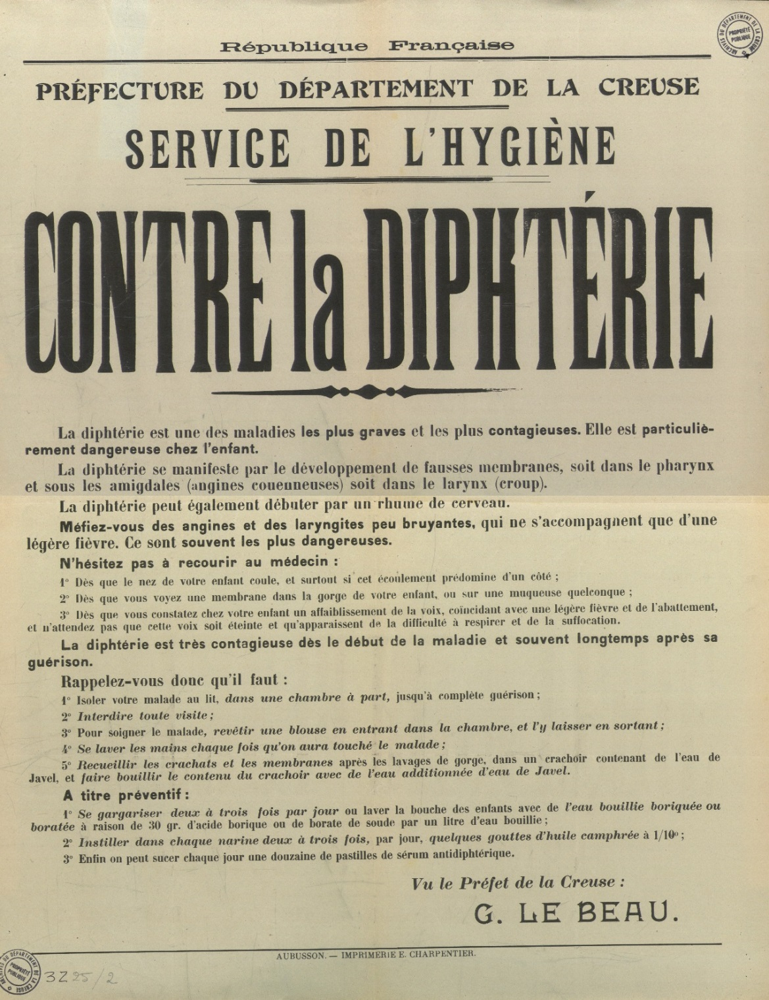 ARCHIVES DU DÉPARTEMENT DE LA CREUSE
PROPRIÉTÉ
PUBLIQUE
République Française
PRÉFECTURE DU DÉPARTEMENT DE LA CREUSE
SERVICE DE L'HYGIÈNE
CONTRE la DIPHTÉRIE
La diphtérie est une des maladies les plus graves et les plus contagieuses. Elle est particuliè-
rement dangereuse chez l'enfant.
La diphtérie se manifeste par le développement de fausses membranes, soit dans le pharynx
et sous les amigdales (angines couenneuses) soit dans le larynx (croup).
La diphtérie peut également débuter par un rhume de cerveau.
Méfiez-vous des angines et des laryngites peu bruyantes, qui ne s'accompagnent que d'une
légère fièvre. Ce sont souvent les plus dangereuses.
N'hésitez pas à recourir au médecin :
1° Dès que le nez de votre enfant coule, et surtout si cet écoulement prédomine d'un côté ;
2° Dès que vous voyez une membrane dans la gorge de votre enfant, ou sur une muqueuse quelconque ;
3° Dès que vous constatez chez votre enfant un affaiblissement de la voix, coïncidant avec une légère fièvre et de l'abattement,
et n'attendez pas que cette voix soit éteinte et qu'apparaissent de la difficulté à respirer et de la suffocation.
La diphtérie est très contagieuse dès le début de la maladie et souvent longtemps après sa
guérison.
Rappelez-vous donc qu'il faut :
1° Isoler votre malade au lit, dans une chambre à part, jusqu'à complète guérison ;
2° Interdire toute visite ;
3° Pour soigner le malade, revêtir une blouse en entrant dans la chambre, et l'y laisser en sortant ;
4° Se laver les mains chaque fois qu'on aura touché le malade ;
5° Recueillir les crachats et les membranes après les lavages de gorge, dans un crachoir contenant de l'eau de
Javel, et faire bouillir le contenu du crachoir avec de l'eau additionnée d'eau de Javel.
A titre préventif :
1° Se gargariser deux à trois fois par jour ou laver la bouche des enfants avec de l'eau bouillie boriquée ou
boratée à raison de 30 gr. d'acide borique ou de borate de soude par un litre d'eau bouillie ;
2° Instiller dans chaque narine deux à trois fois, par jour, quelques gouttes d'huile camphrée à 1/10° ;
3° Enfin on peut sucer chaque jour une douzaine de pastilles de sérum antidiphtérique.
Vu le Préfet de la Creuse :
G. LE BEAU.
AUBUSSON. — IMPRIMERIE E. CHARPENTIER.
ARCHIVES DU DÉPARTEMENT DE LA CREUSE
PROPRIÉTÉ
PUBLIQUE
3Z 25/2